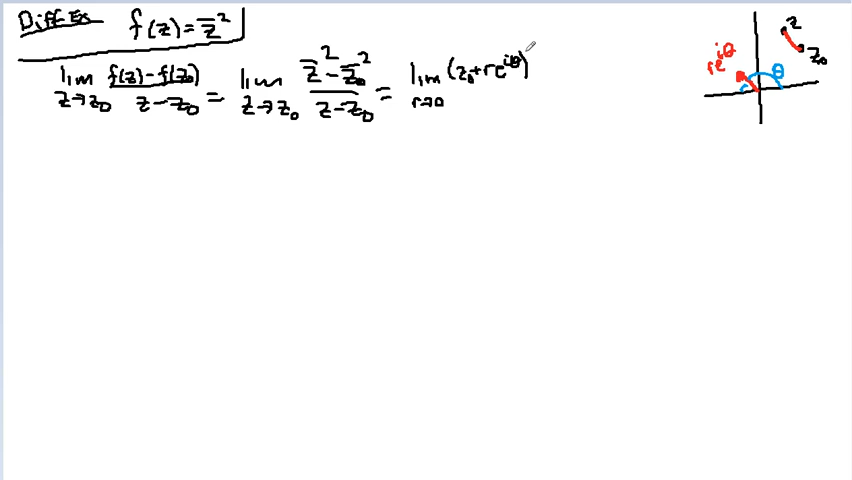 Diff Ex f(z) = z̅²
lim z→z₀ (f(z) - f(z₀))/(z - z₀) = lim z→z₀ (z̅² - z̅₀²)/(z - z₀) = lim r→0 (z₀ + re^{iθ})
z
z₀
re^{iθ}
θ